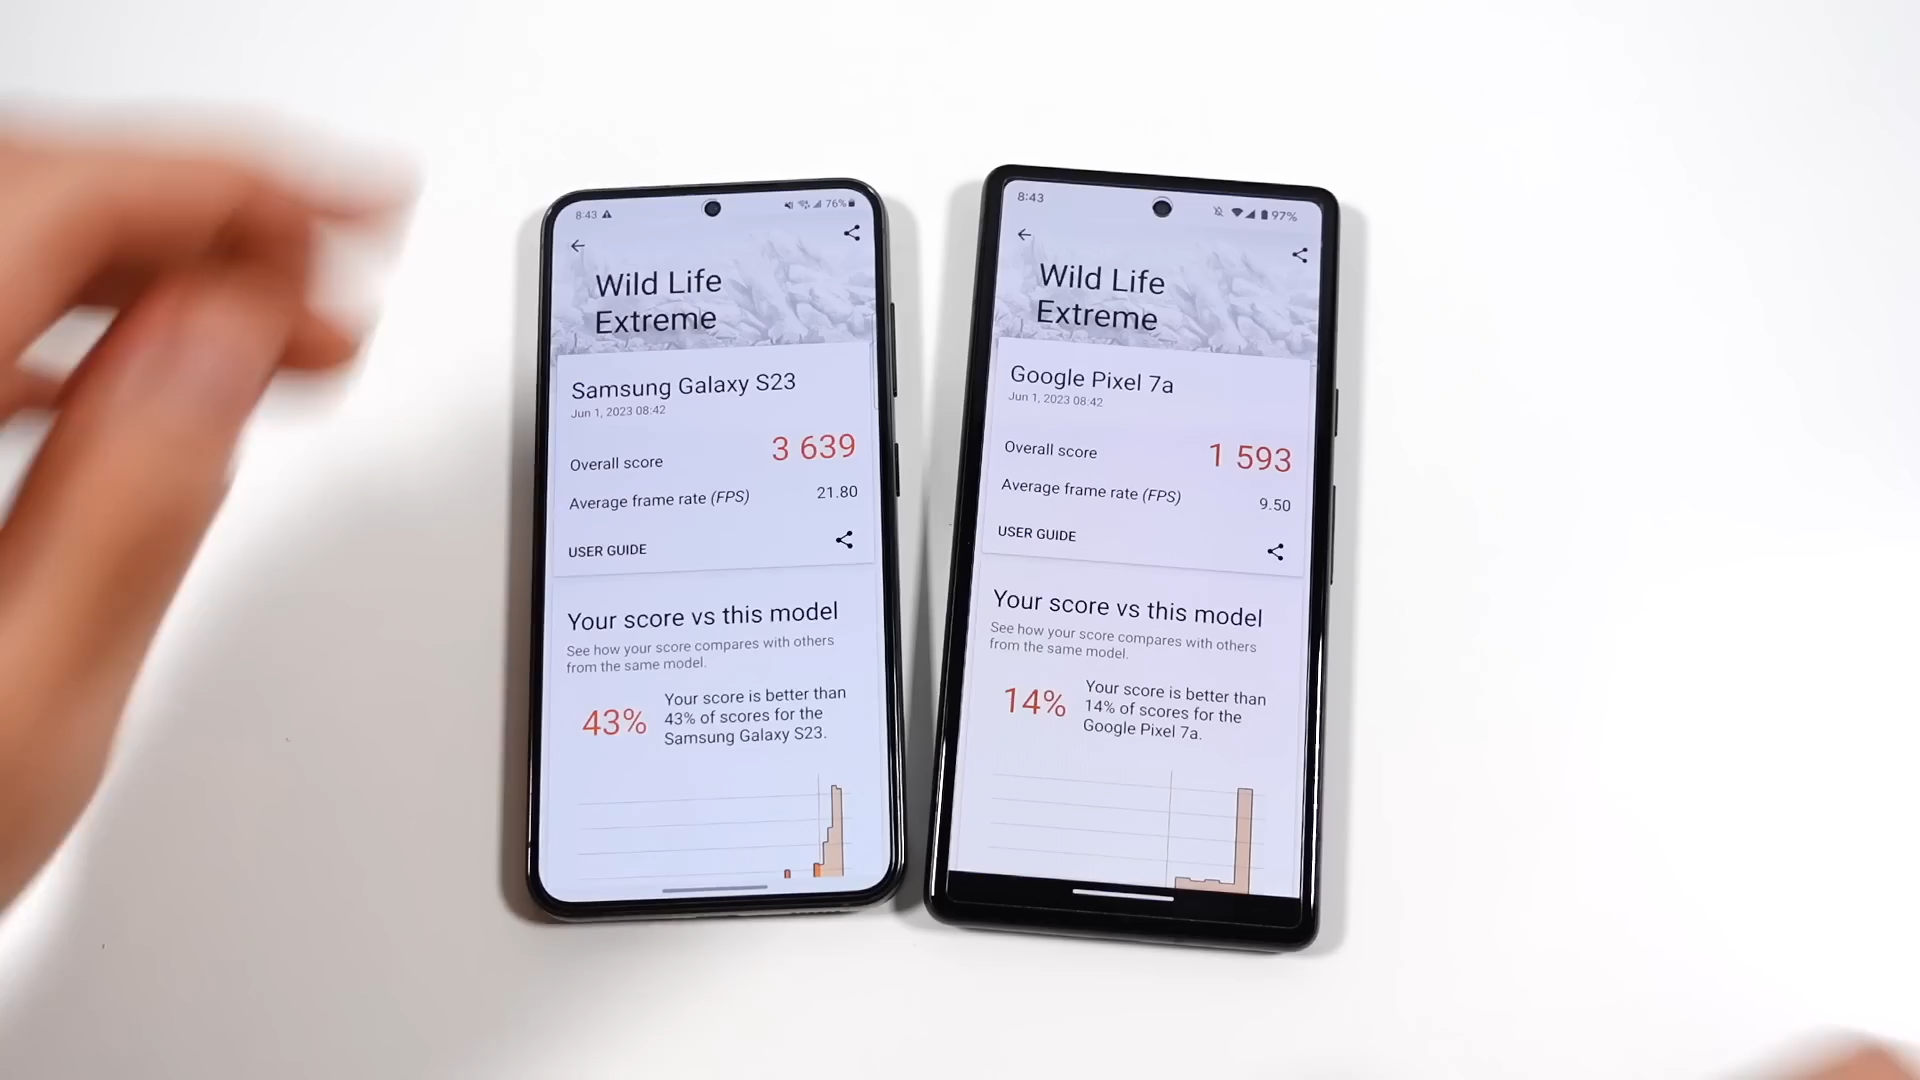 8:43
76%
Wild Life
Extreme
Samsung Galaxy S23
Jun 1, 2023 08:42
Overall score
3 639
Average frame rate (FPS)
21.80
USER GUIDE
Your score vs this model
See how your score compares with others
from the same model.
43%
Your score is better than
43% of scores for the
Samsung Galaxy S23.
8:43
97%
Wild Life
Extreme
Google Pixel 7a
Jun 1, 2023 08:42
Overall score
1 593
Average frame rate (FPS)
9.50
USER GUIDE
Your score vs this model
See how your score compares with others
from the same model.
14%
Your score is better than
14% of scores for the
Google Pixel 7a.